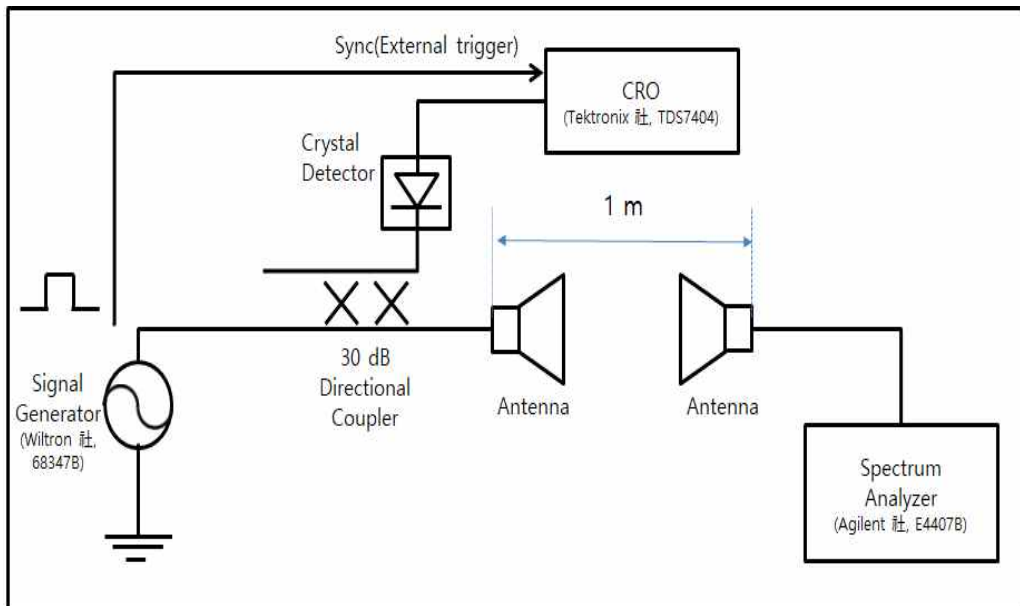 Sync(External trigger)
CRO
(Tektronix 社, TDS7404)
Crystal
Detector
1 m
30 dB
Directional
Coupler
Signal
Generator
(Wiltron 社,
68347B)
Antenna
Antenna
Spectrum
Analyzer
(Agilent 社, E4407B)